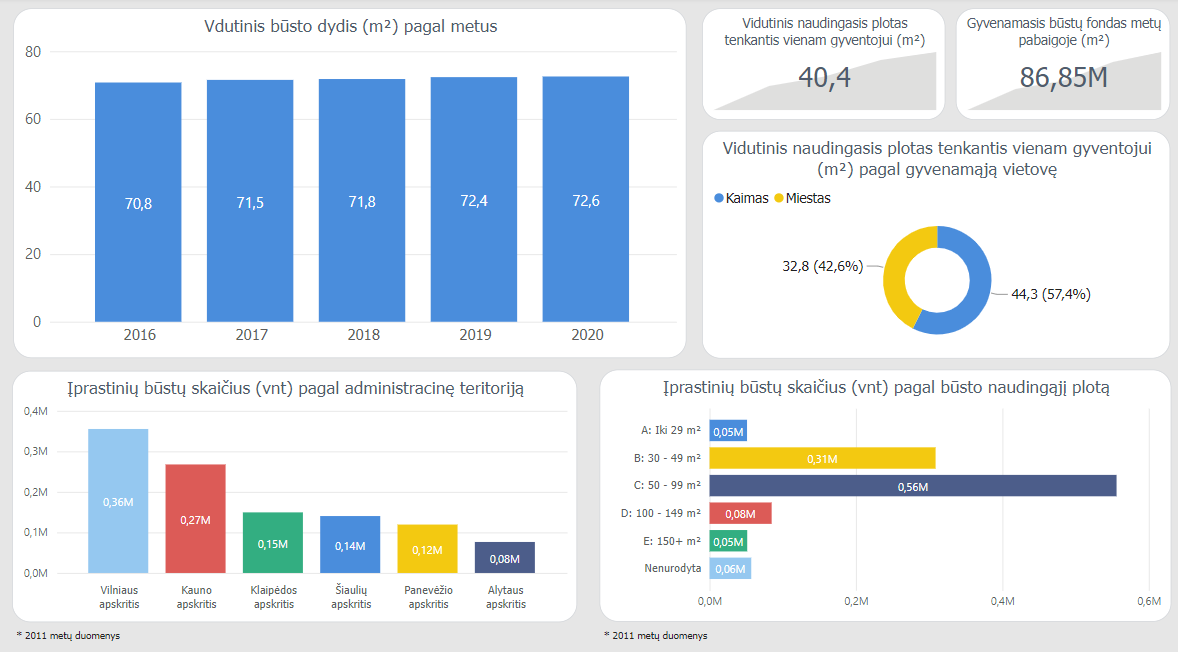 Vdutinis būsto dydis (m²) pagal metus
80
60
40
20
0
70,8
71,5
71,8
72,4
72,6
2016
2017
2018
2019
2020
Vidutinis naudingasis plotas
tenkantis vienam gyventojui (m²)
40,4
Gyvenamasis būstų fondas metų
pabaigoje (m²)
86,85M
Vidutinis naudingasis plotas tenkantis vienam gyventojui
(m²) pagal gyvenamąją vietovę
Kaimas
Miestas
32,8 (42,6%)
44,3 (57,4%)
Įprastinių būstų skaičius (vnt) pagal administracinę teritoriją
0,4M
0,3M
0,2M
0,1M
0,0M
0,36M
0,27M
0,15M
0,14M
0,12M
0,08M
Vilniaus
apskritis
Kauno
apskritis
Klaipėdos
apskritis
Šiaulių
apskritis
Panevėžio
apskritis
Alytaus
apskritis
* 2011 metų duomenys
Įprastinių būstų skaičius (vnt) pagal būsto naudingąjį plotą
A: Iki 29 m²
0,05M
B: 30 - 49 m²
0,31M
C: 50 - 99 m²
0,56M
D: 100 - 149 m²
0,08M
E: 150+ m²
0,05M
Nenurodyta
0,06M
0,0M
0,2M
0,4M
0,6M
* 2011 metų duomenys